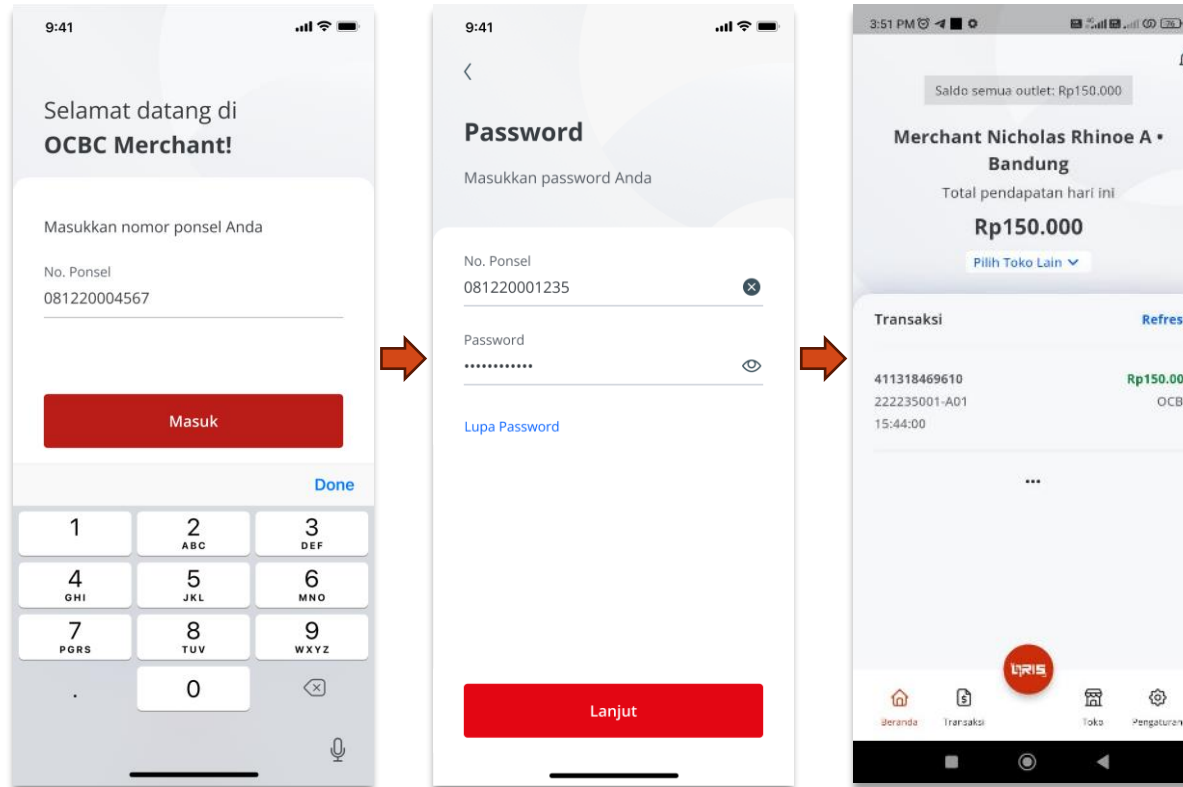 9:41
Selamat datang di
OCBC Merchant!
Masukkan nomor ponsel Anda
No. Ponsel
081220004567
Masuk
Done
1
2
ABC
3
DEF
4
GHI
5
JKL
6
MNO
7
PGRS
8
TUV
9
WXYZ
.
0
9:41
Password
Masukkan password Anda
No. Ponsel
081220001235
Password
••••••••••••
Lupa Password
Lanjut
3:51 PM
76
Saldo semua outlet: Rp150.000
Merchant Nicholas Rhinoe A •
Bandung
Total pendapatan hari ini
Rp150.000
Pilih Toko Lain
Transaksi
Refres
411318469610
Rp150.00
222235001-A01
OCB
15:44:00
...
QRIS
Beranda
Transaksi
Toko
Pengaturan